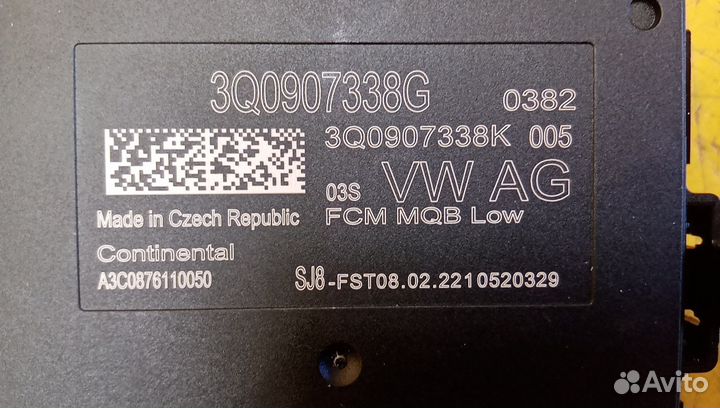 3Q0907338G 0382
3Q0907338K 005
03S VW AG
Made in Czech Republic FCM MQB Low
Continental
A3C0876110050 SJ8-FST08.02.2210520329
Avito